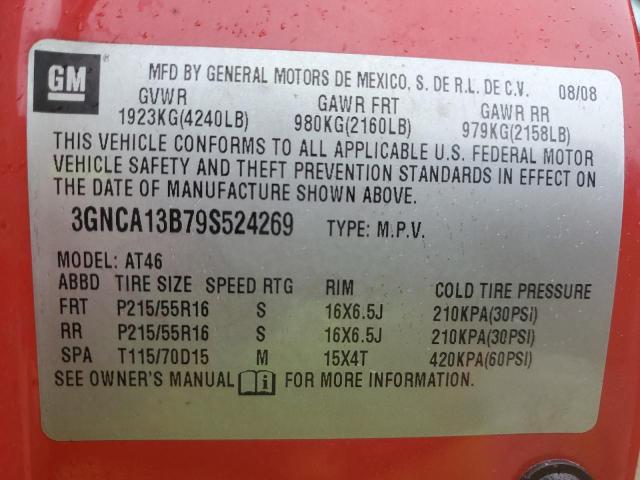 GM
MFD BY GENERAL MOTORS DE MEXICO, S. DE R.L. DE C.V. 08/08
GVWR GAWR FRT GAWR RR
1923KG(4240LB) 980KG(2160LB) 979KG(2158LB)
THIS VEHICLE CONFORMS TO ALL APPLICABLE U.S. FEDERAL MOTOR
VEHICLE SAFETY AND THEFT PREVENTION STANDARDS IN EFFECT ON
THE DATE OF MANUFACTURE SHOWN ABOVE.
3GNCA13B79S524269 TYPE: M.P.V.
MODEL: AT46
ABBD TIRE SIZE SPEED RTG RIM COLD TIRE PRESSURE
FRT P215/55R16 S 16X6.5J 210KPA(30PSI)
RR P215/55R16 S 16X6.5J 210KPA(30PSI)
SPA T115/70D15 M 15X4T 420KPA(60PSI)
SEE OWNER'S MANUAL i FOR MORE INFORMATION.